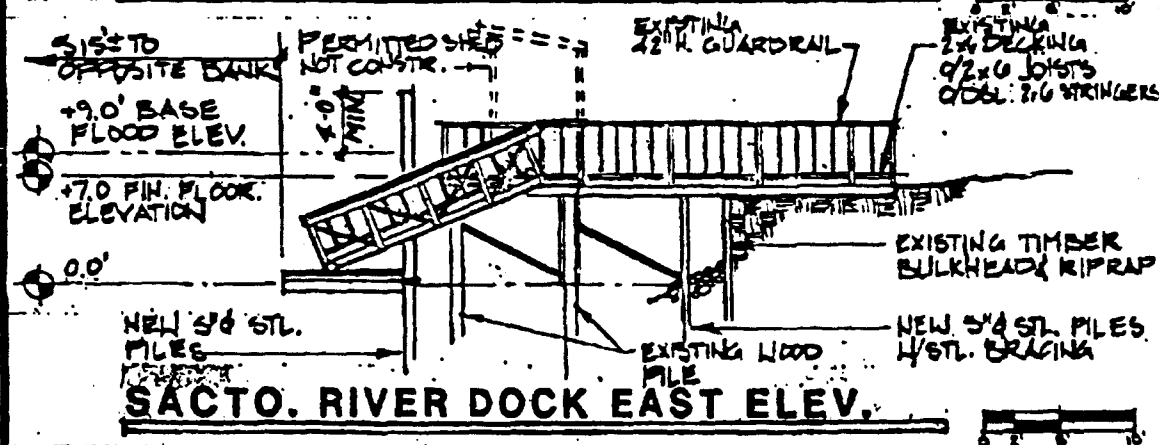 515'± TO
OPPOSITE BANK
PERMITTED SHED
NOT CONSTR.
EXISTING
42"H. GUARDRAIL
EXISTING
2x6 DECKING
O/2x6 JOISTS
O/DBL. 2x6 STRINGERS
+9.0' BASE
FLOOD ELEV.
4'-0"
MIN
+7.0 FIN. FLOOR.
ELEVATION
0.0'
EXISTING TIMBER
BULKHEAD & RIPRAP
NEW 5"ɸ STL.
PILES
EXISTING WOOD
PILE
NEW 5"ɸ STL. PILES
W/STL. BRACING
SACTO. RIVER DOCK EAST ELEV.
0 2'
10'